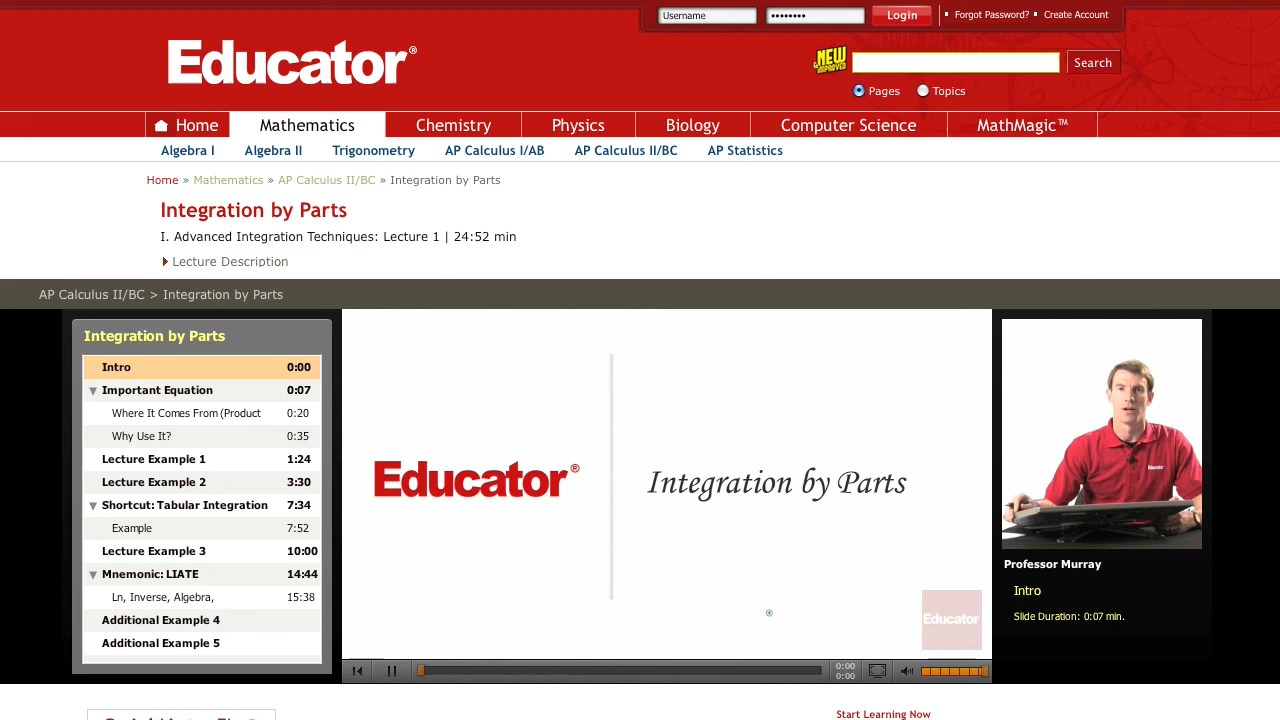 Username
••••••••
Login
Forgot Password?
Create Account
Educator®
NEW
& IMPROVED
Search
Pages
Topics
Home
Mathematics
Chemistry
Physics
Biology
Computer Science
MathMagic™
Algebra I
Algebra II
Trigonometry
AP Calculus I/AB
AP Calculus II/BC
AP Statistics
Home » Mathematics » AP Calculus II/BC » Integration by Parts
Integration by Parts
I. Advanced Integration Techniques: Lecture 1 | 24:52 min
Lecture Description
AP Calculus II/BC > Integration by Parts
Integration by Parts
Intro 0:00
Important Equation 0:07
Where It Comes From (Product 0:20
Why Use It? 0:35
Lecture Example 1 1:24
Lecture Example 2 3:30
Shortcut: Tabular Integration 7:34
Example 7:52
Lecture Example 3 10:00
Mnemonic: LIATE 14:44
Ln, Inverse, Algebra, 15:38
Additional Example 4
Additional Example 5
Educator®
Integration by Parts
Educator
0:00
0:00
Educator
Professor Murray
Intro
Slide Duration: 0:07 min.
Start Learning Now